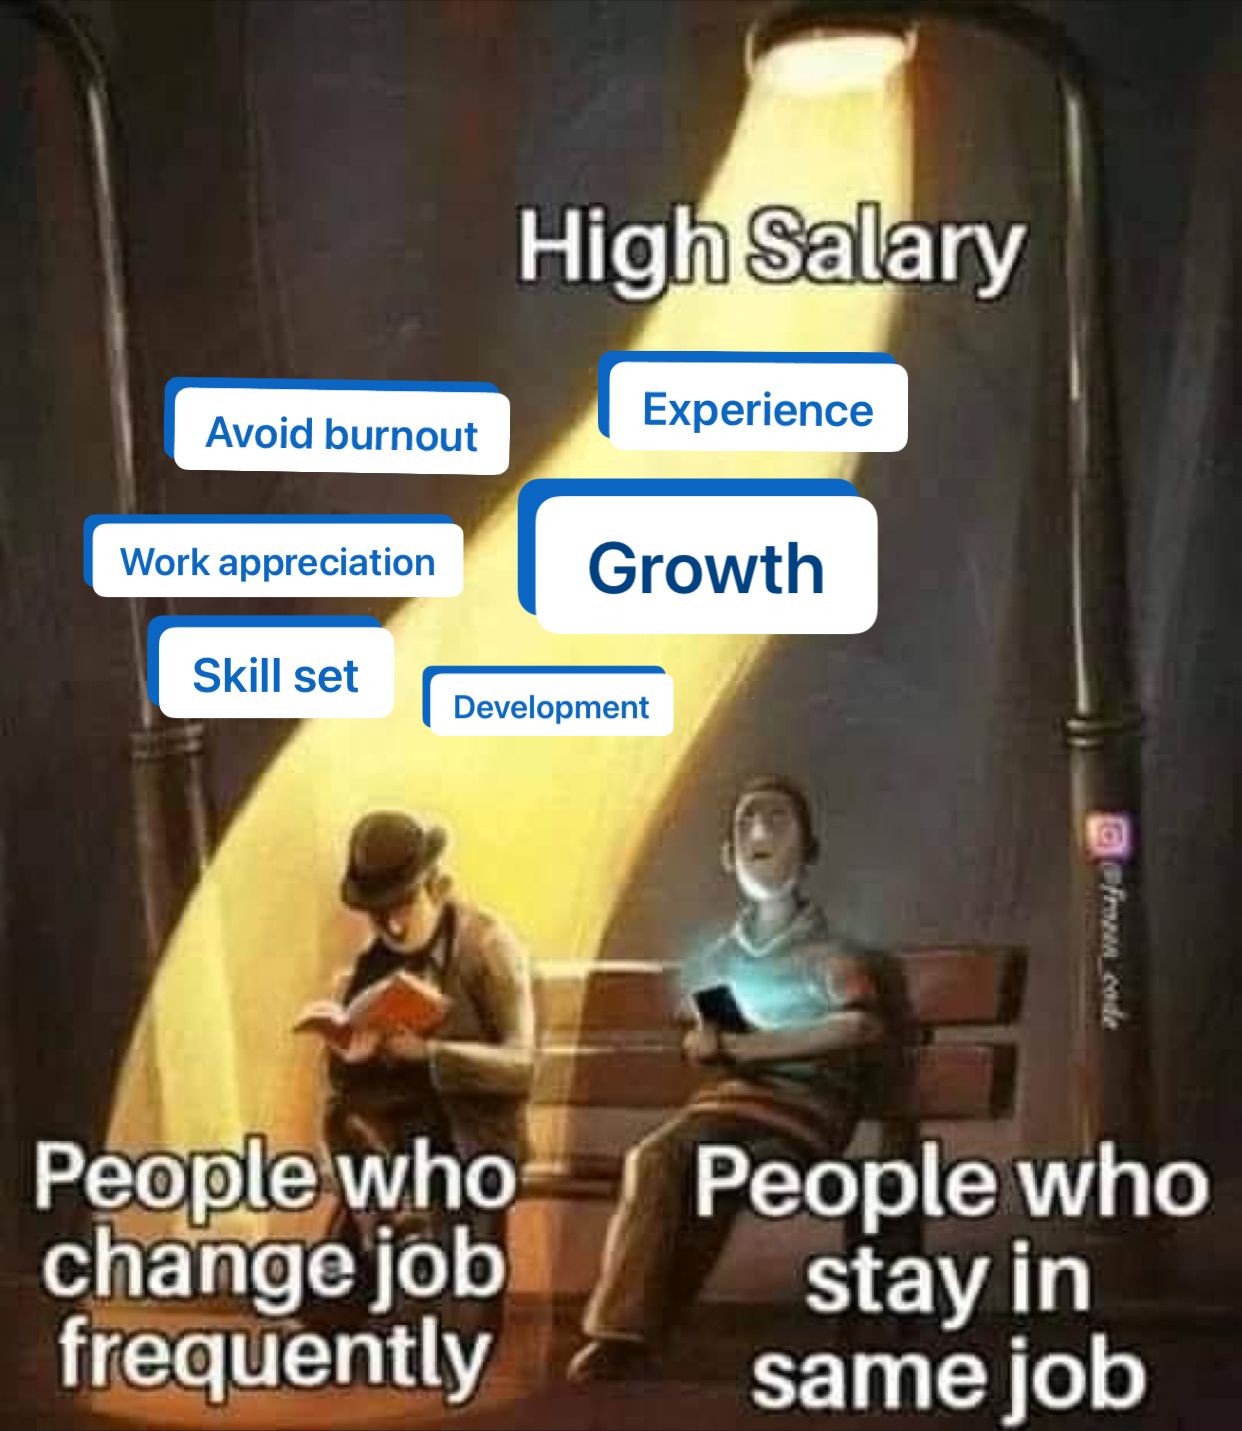 High Salary
Avoid burnout
Experience
Work appreciation
Growth
Skill set
Development
@frozen_code
People who
change job
frequently
People who
stay in
same job